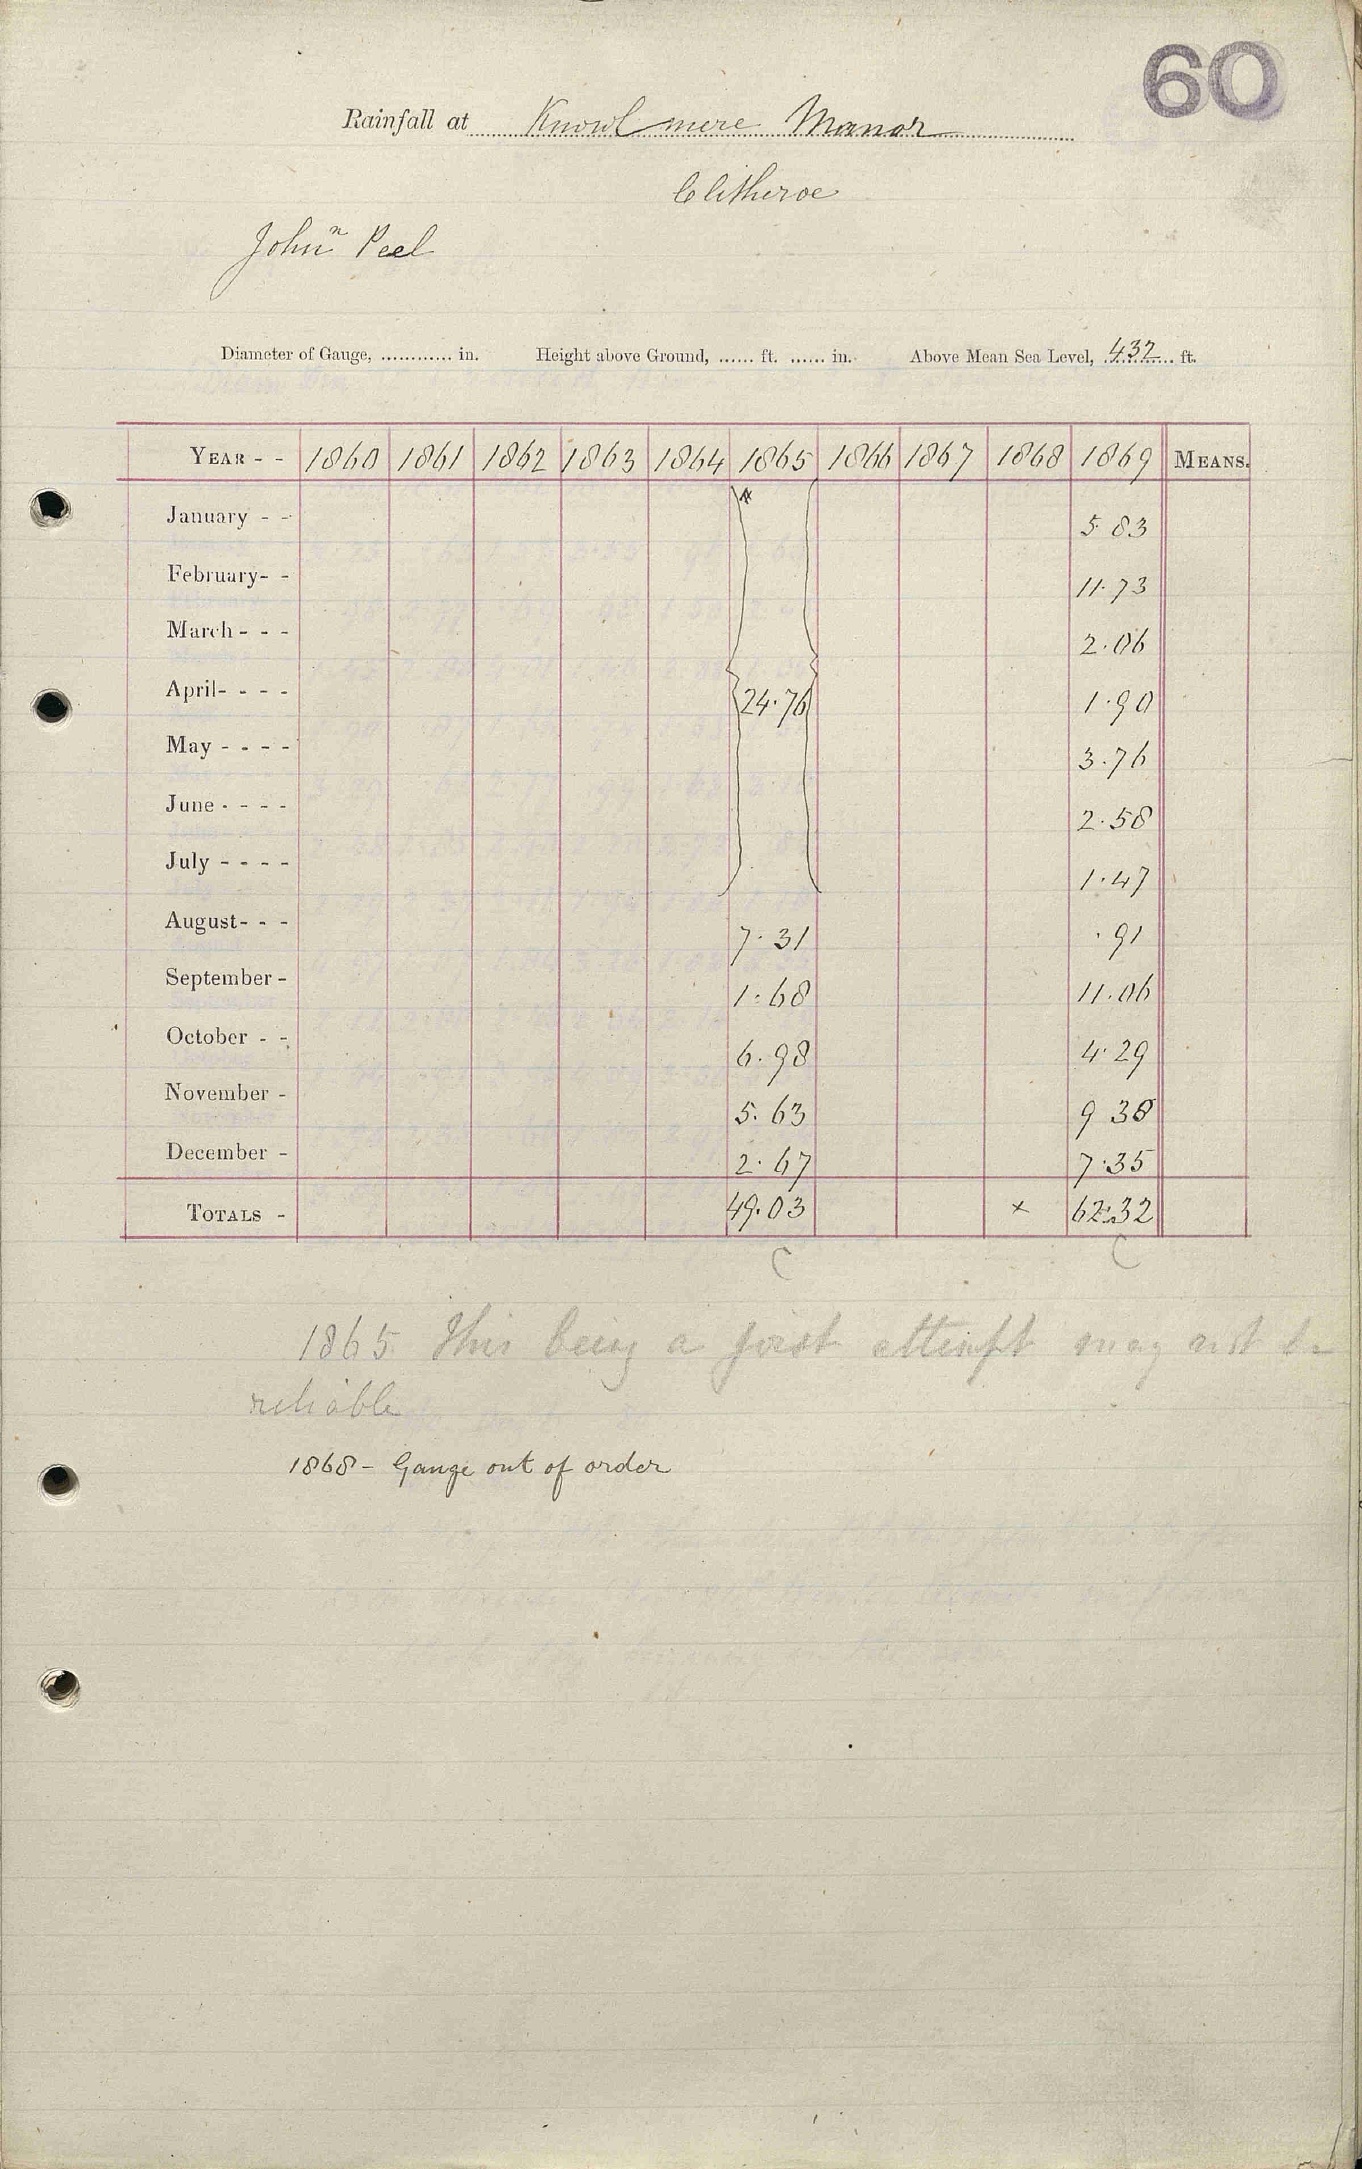 60
Rainfall at Knowlmere Manor
Clitheroe
Johnn Peel
Diameter of Gauge, ............ in. Height above Ground, ...... ft. ...... in. Above Mean Sea Level, 432 ft.
YEAR - - 1860 1861 1862 1863 1864 1865 1866 1867 1868 1869 MEANS.
January - - 5.83
February - - 11.73
March - - - 2.06
April - - - - 24.76 1.90
May - - - - 3.76
June - - - - 2.58
July - - - - 1.47
August - - - 7.31 .91
September - 1.68 11.06
October - - 6.98 4.29
November - 5.63 9 38
December - 2.67 7.35
TOTALS - 49.03 x 62.32
C C
1865 This being a first attempt may not be
reliable
1868 - Gauge out of order